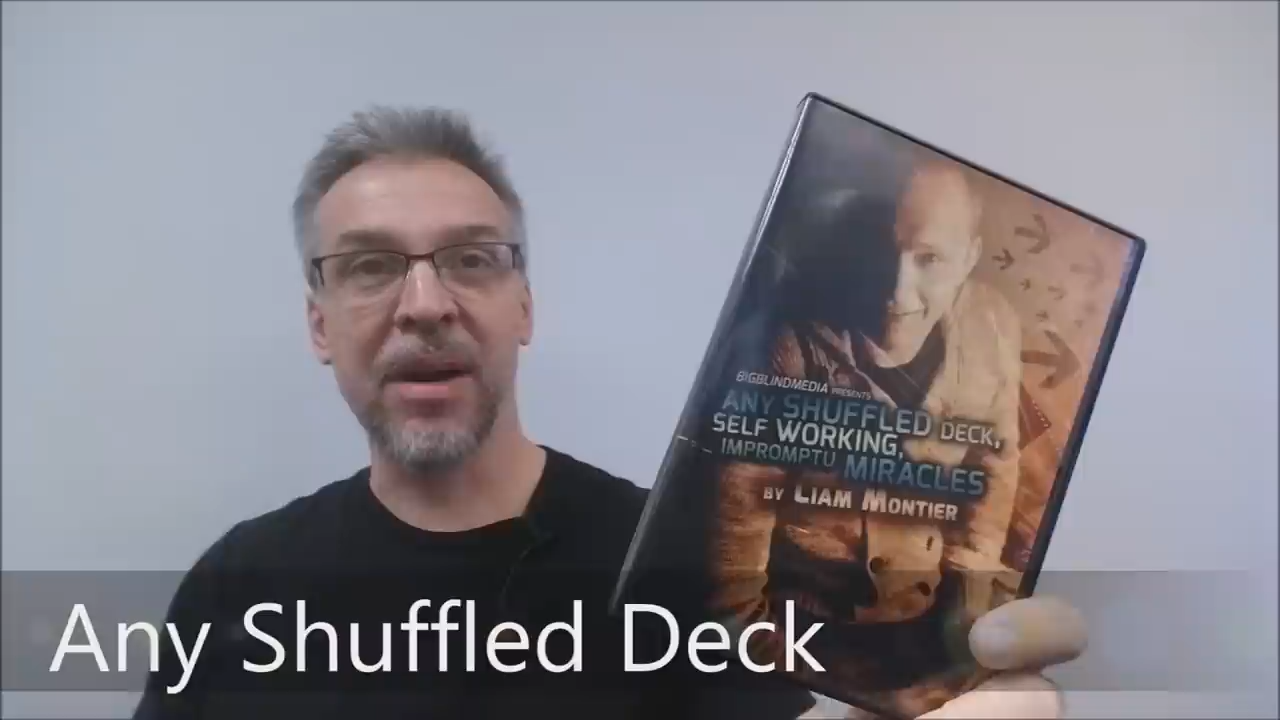 BIGBLINDMEDIA PRESENTS
ANY SHUFFLED DECK,
SELF WORKING,
IMPROMPTU MIRACLES
BY LIAM MONTIER
Any Shuffled Deck